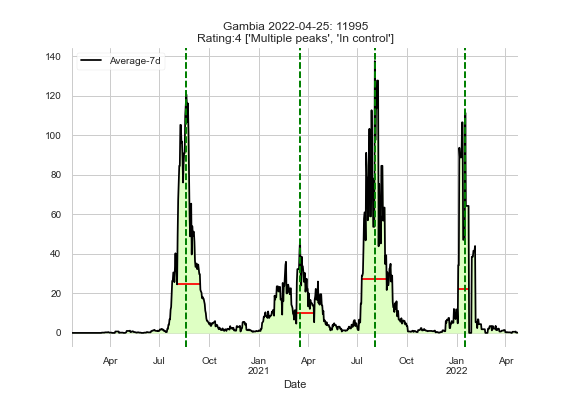 Gambia 2022-04-25: 11995
Rating:4 ['Multiple peaks', 'In control']
140
Average-7d
120
100
80
60
40
20
0
Apr Jul Oct Jan Apr Jul Oct Jan Apr
2021 2022
Date